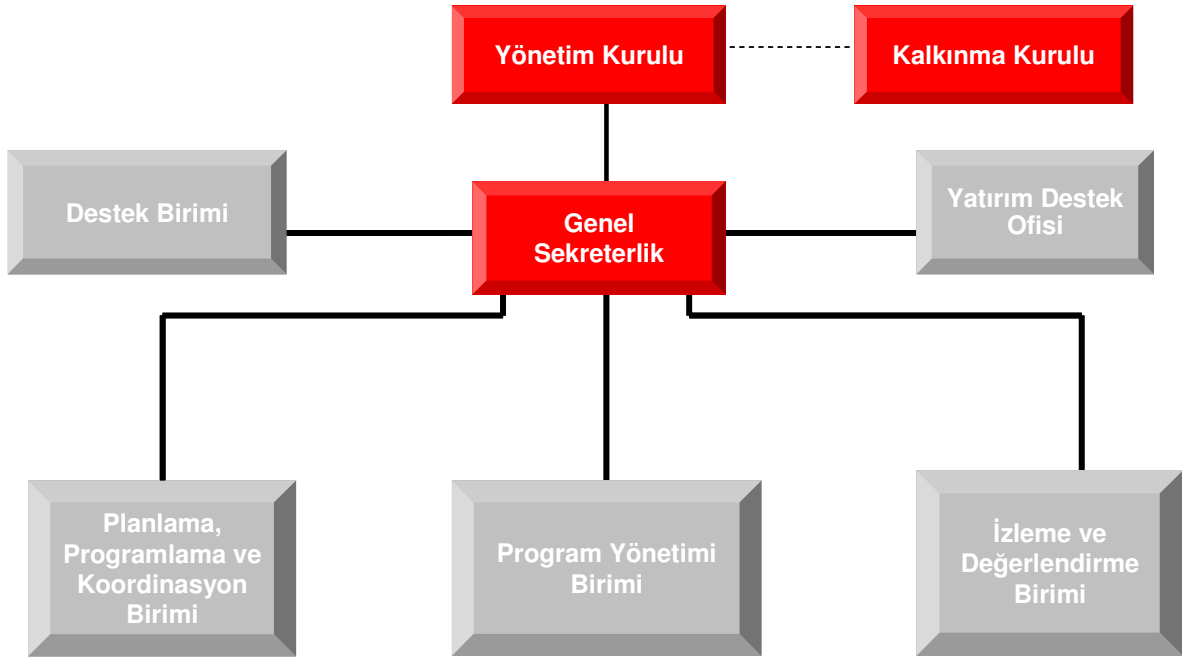 Yönetim Kurulu
Kalkınma Kurulu
Destek Birimi
Genel
Sekreterlik
Yatırım Destek
Ofisi
Planlama,
Programlama ve
Koordinasyon
Birimi
Program Yönetimi
Birimi
İzleme ve
Değerlendirme
Birimi